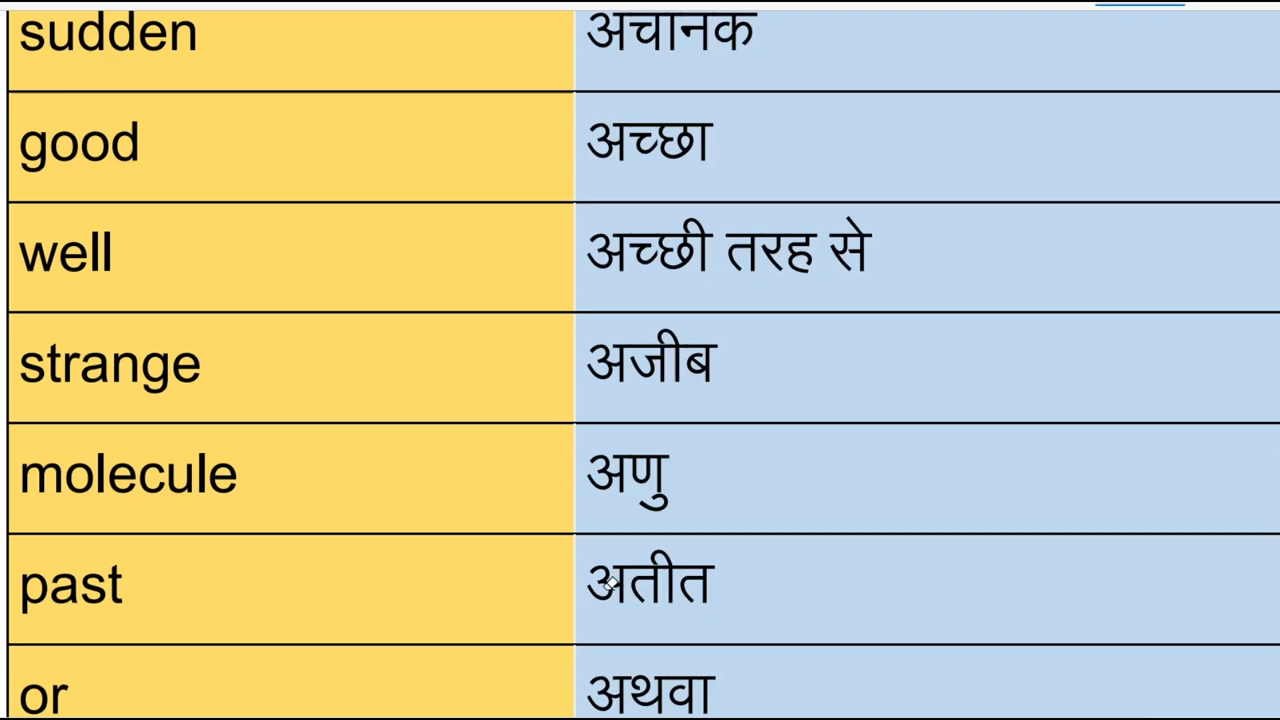 sudden अचानक
good अच्छा
well अच्छी तरह से
strange अजीब
molecule अणु
past अतीत
or अथवा